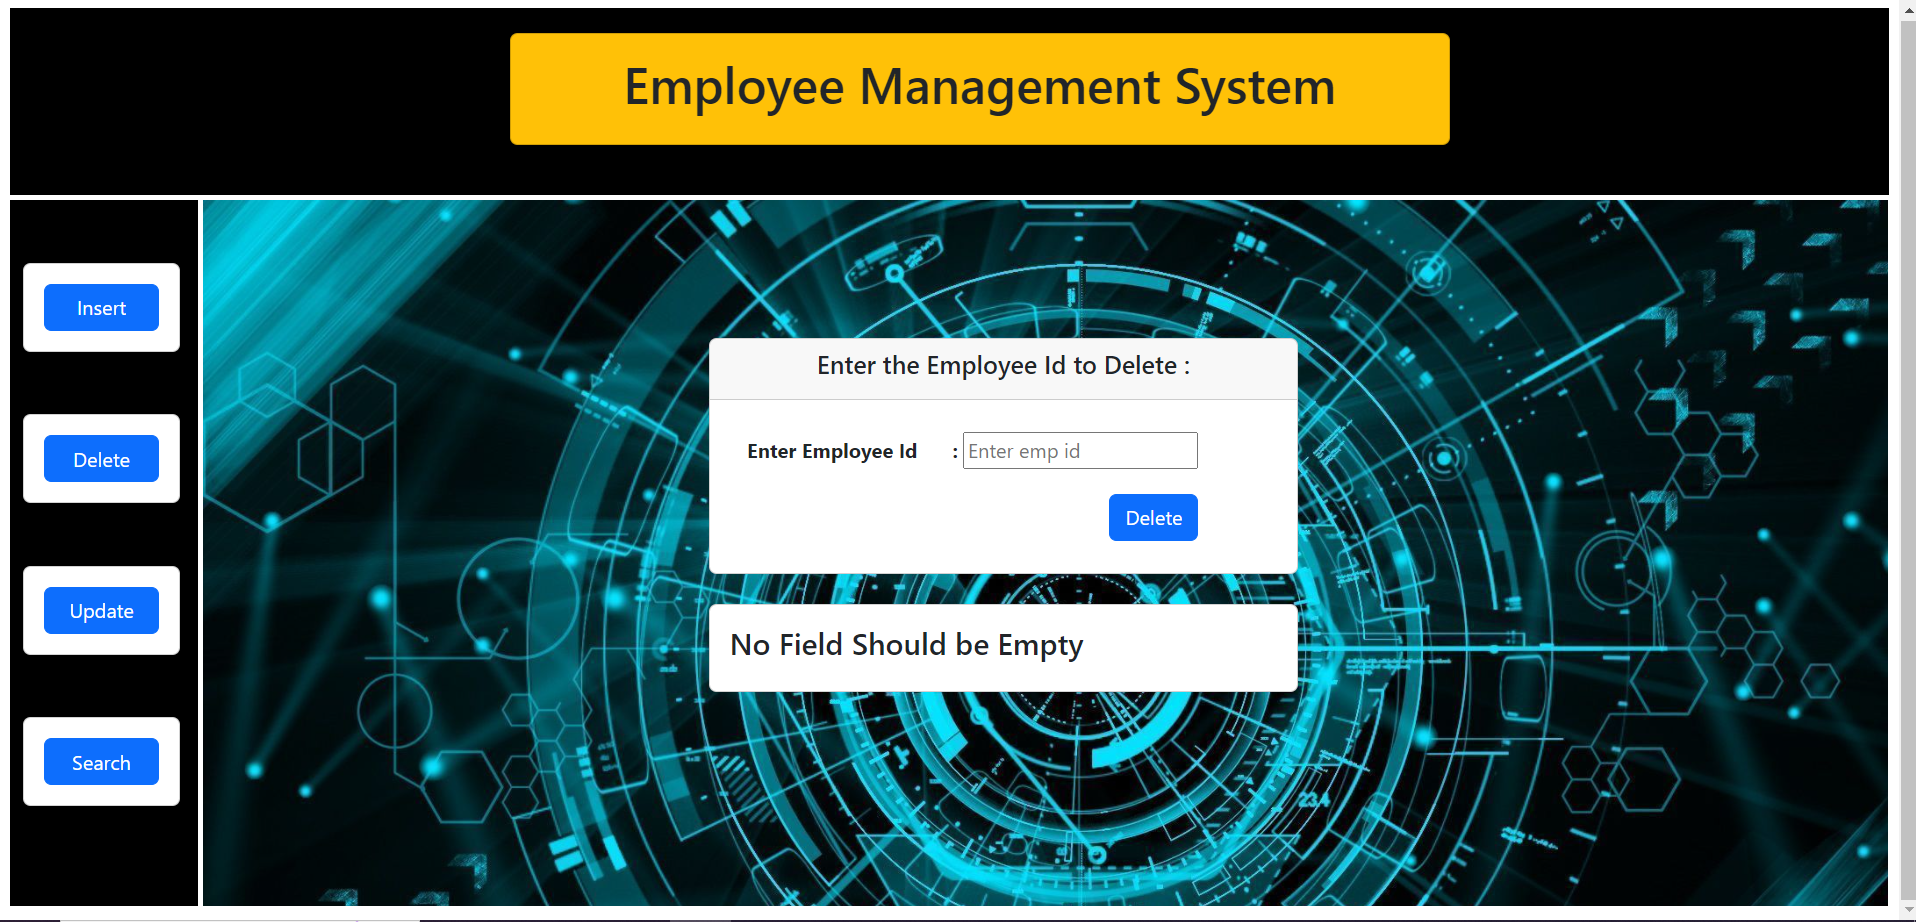 Employee Management System
Insert
Delete
Update
Search
Enter the Employee Id to Delete :
Enter Employee Id : Enter emp id
Delete
No Field Should be Empty
234